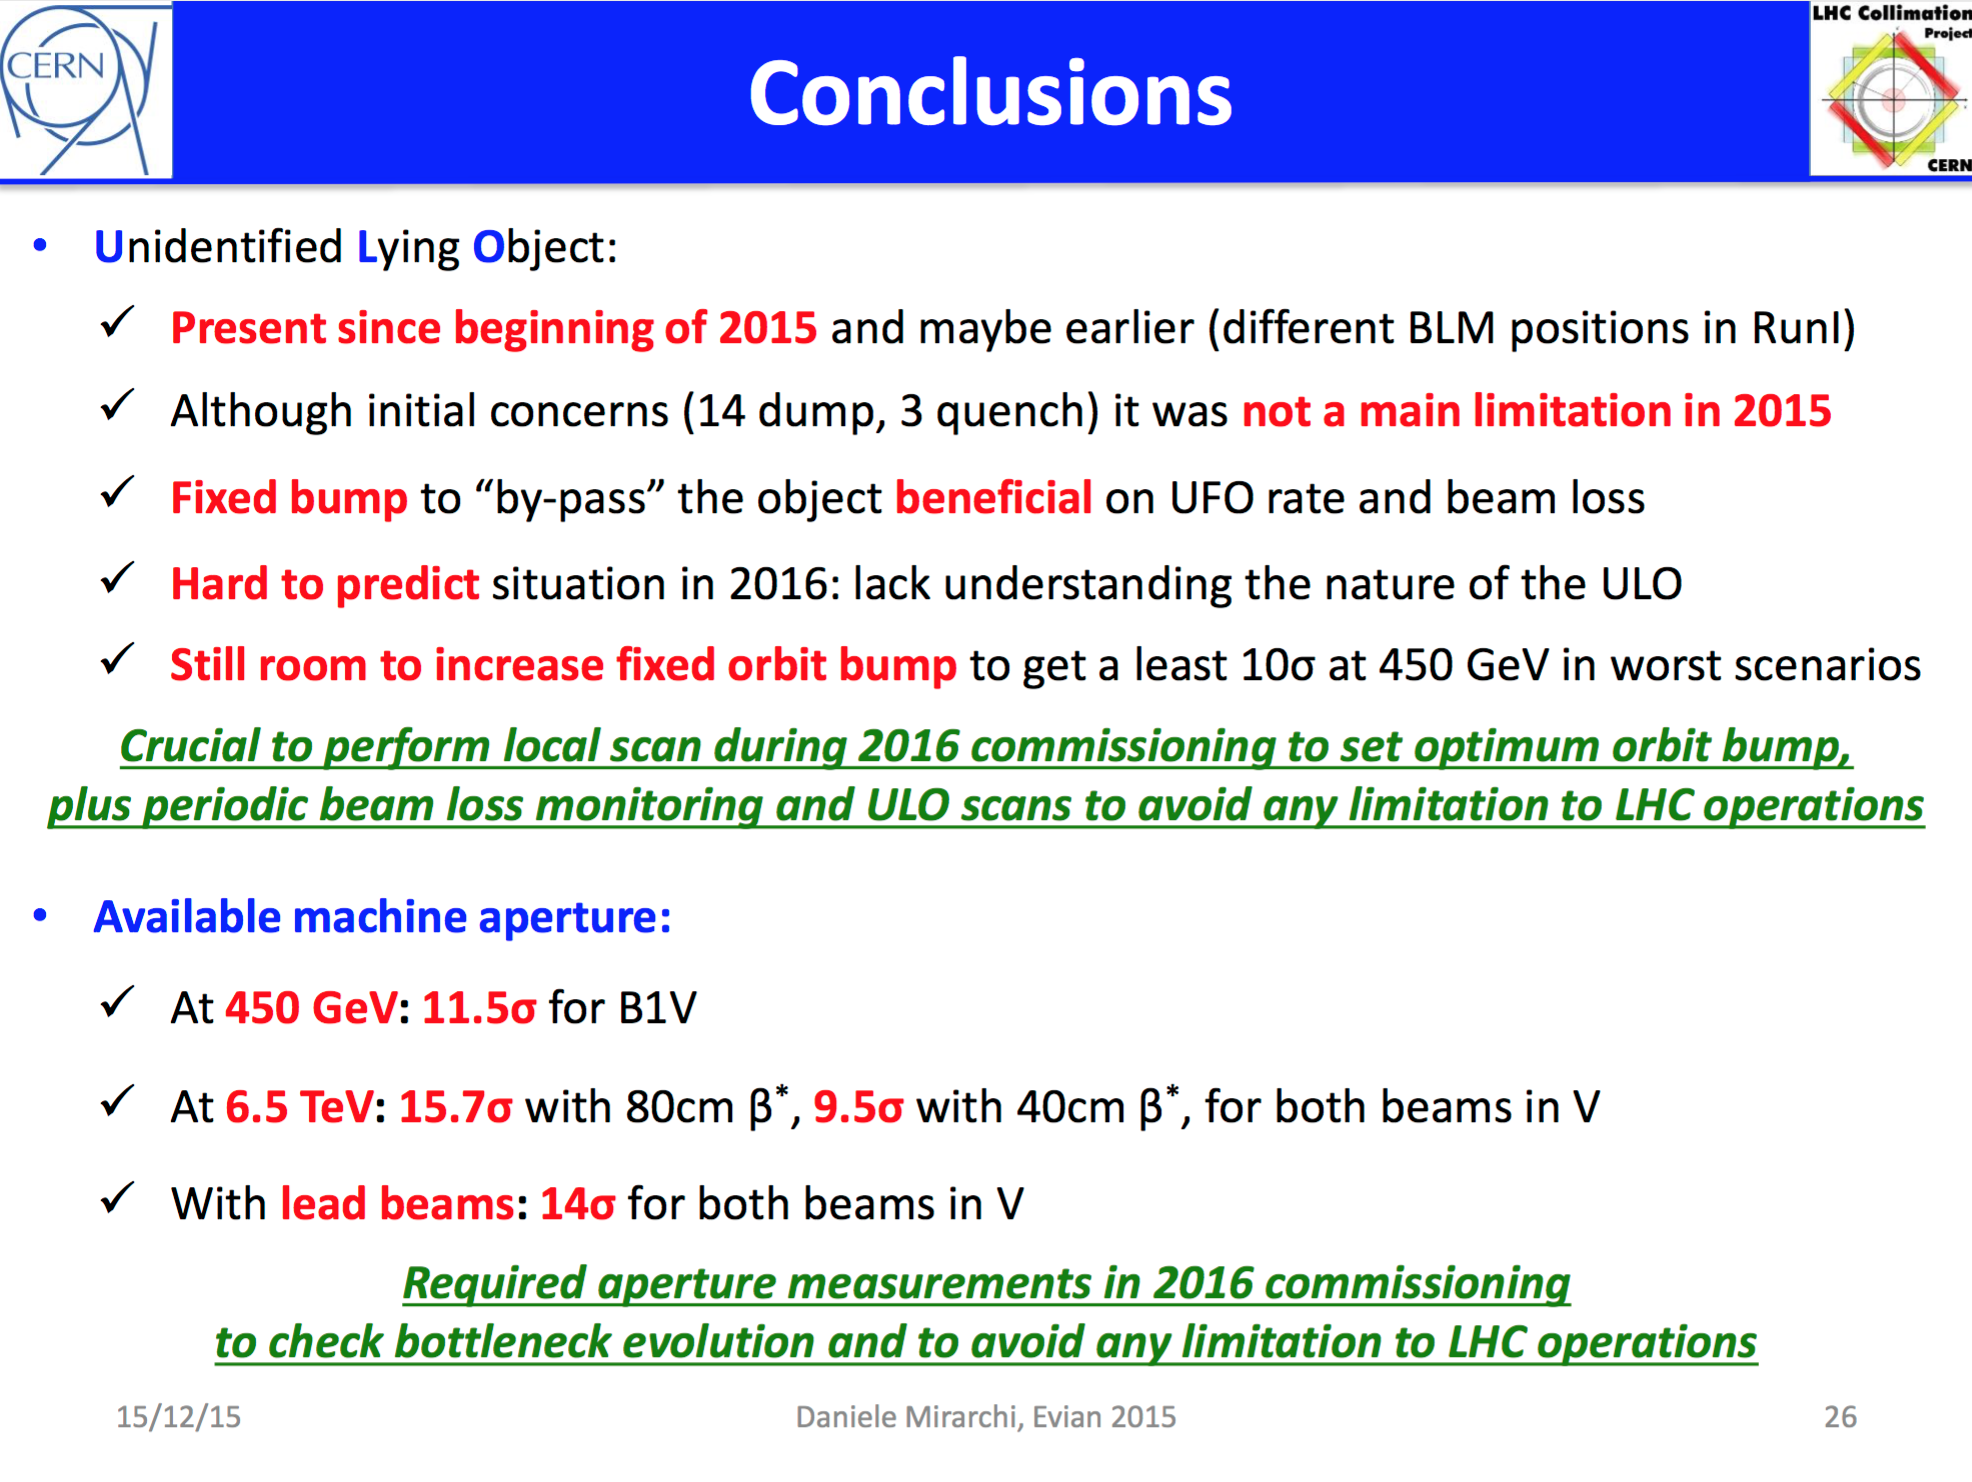 CERN
Conclusions
LHC Collimation
Project
CERN
• Unidentified Lying Object:
✓ Present since beginning of 2015 and maybe earlier (different BLM positions in RunI)
✓ Although initial concerns (14 dump, 3 quench) it was not a main limitation in 2015
✓ Fixed bump to “by-pass” the object beneficial on UFO rate and beam loss
✓ Hard to predict situation in 2016: lack understanding the nature of the ULO
✓ Still room to increase fixed orbit bump to get a least 10σ at 450 GeV in worst scenarios
Crucial to perform local scan during 2016 commissioning to set optimum orbit bump,
plus periodic beam loss monitoring and ULO scans to avoid any limitation to LHC operations
• Available machine aperture:
✓ At 450 GeV: 11.5σ for B1V
✓ At 6.5 TeV: 15.7σ with 80cm β*, 9.5σ with 40cm β*, for both beams in V
✓ With lead beams: 14σ for both beams in V
Required aperture measurements in 2016 commissioning
to check bottleneck evolution and to avoid any limitation to LHC operations
15/12/15
Daniele Mirarchi, Evian 2015
26